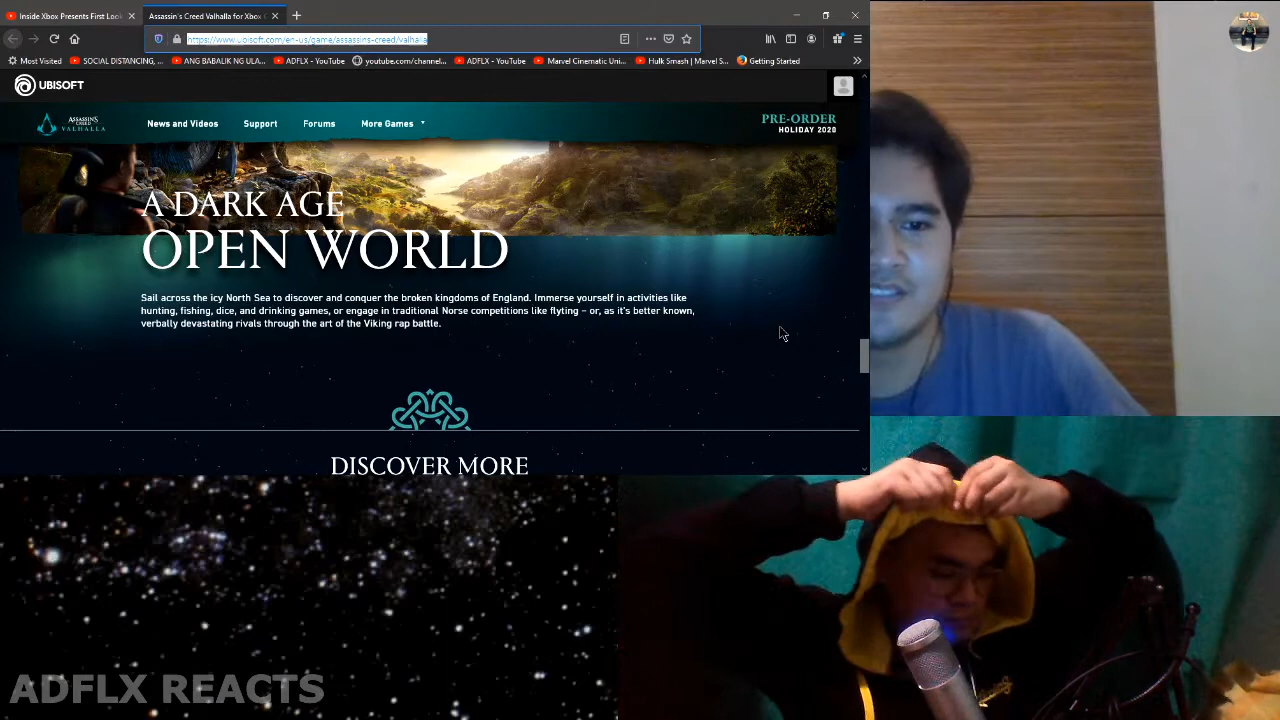 Inside Xbox Presents First Look
Assassin's Creed Valhalla for Xbox
https://www.ubisoft.com/en-us/game/assassins-creed/valhalla
Most Visited
SOCIAL DISTANCING, ...
ANG BABALIK NG ULA...
ADFLX - YouTube
youtube.com/channel...
ADFLX - YouTube
Marvel Cinematic Uni...
Hulk Smash | Marvel S...
Getting Started
UBISOFT
ASSASSIN'S
CREED
VALHALLA
News and Videos
Support
Forums
More Games
PRE-ORDER
HOLIDAY 2020
A DARK AGE
OPEN WORLD
Sail across the icy North Sea to discover and conquer the broken kingdoms of England. Immerse yourself in activities like
hunting, fishing, dice, and drinking games, or engage in traditional Norse competitions like flyting – or, as it's better known,
verbally devastating rivals through the art of the Viking rap battle.
DISCOVER MORE
ADFLX REACTS